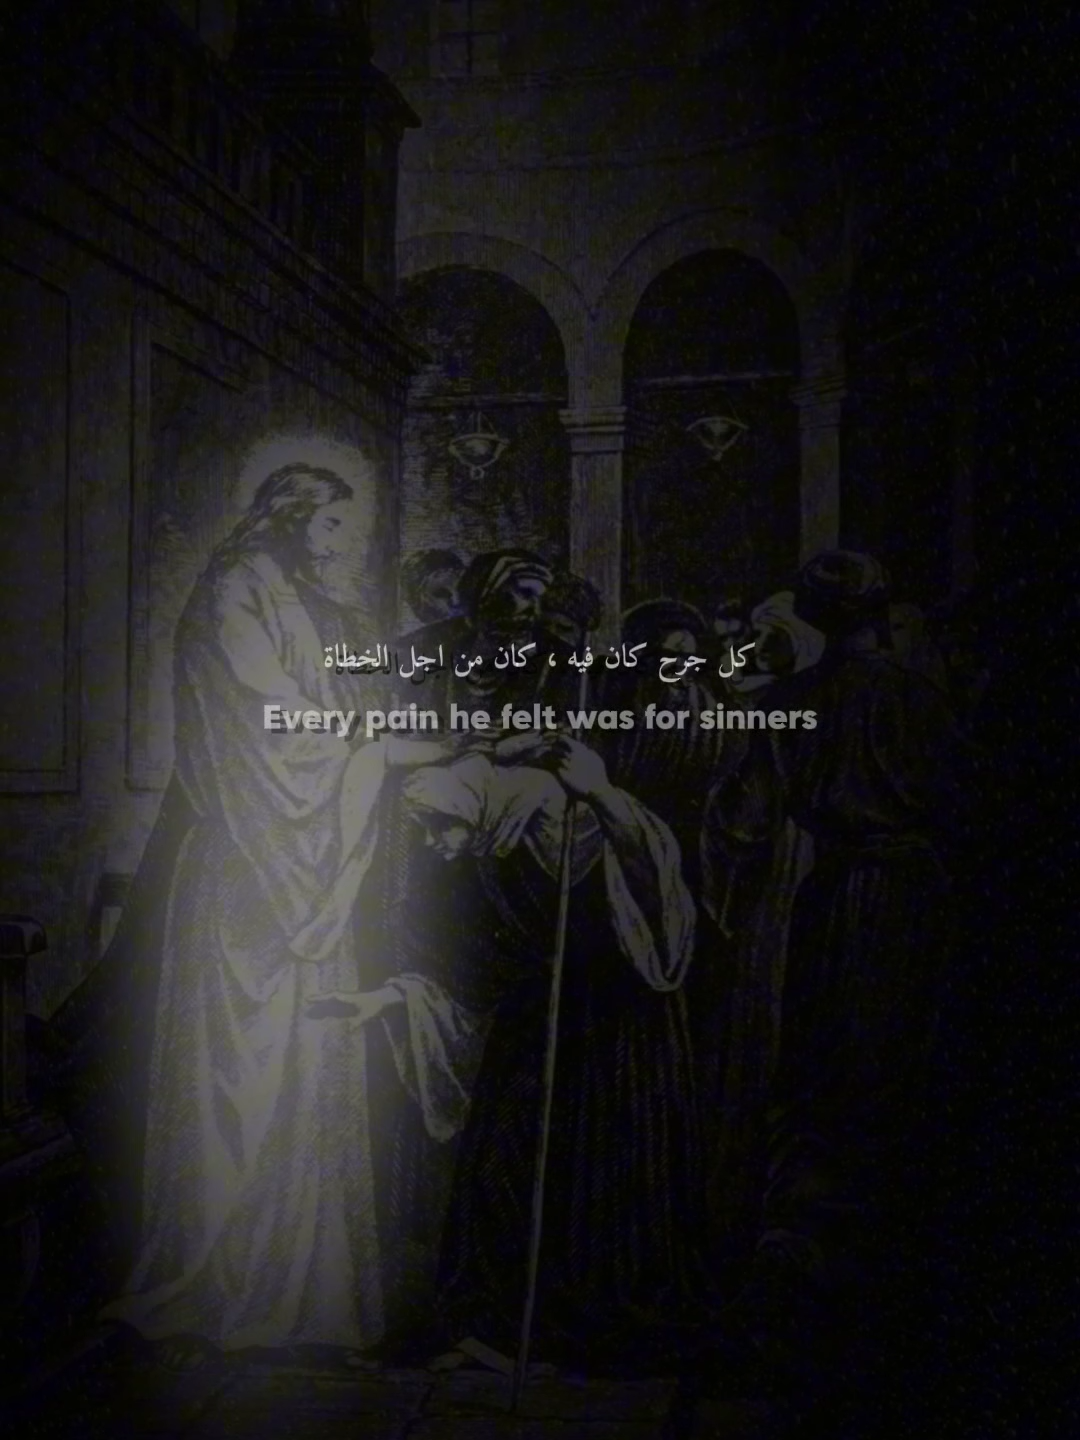 كل جرح كان فيه ، كان من اجل الخطاة
Every pain he felt was for sinners